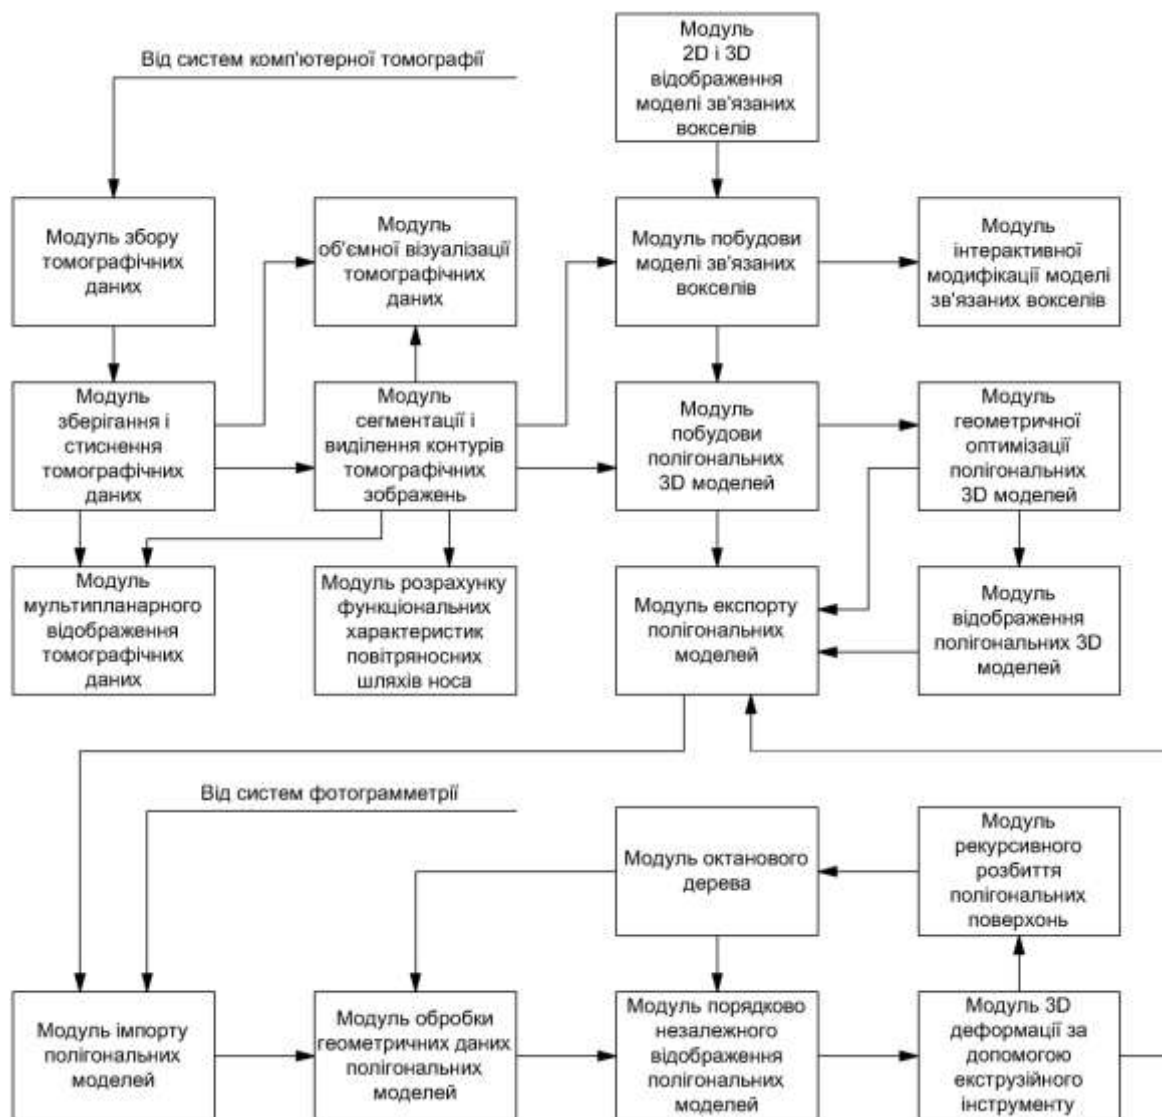 Від систем комп'ютерної томографії
Модуль
2D і 3D
відображення
моделі зв'язаних
вокселів
Модуль збору
томографічних
даних
Модуль
об'ємної візуалізації
томографічних
даних
Модуль побудови
моделі зв'язаних
вокселів
Модуль
інтерактивної
модифікації моделі
зв'язаних вокселів
Модуль
зберігання і
стиснення
томографічних
даних
Модуль
сегментації і
виділення контурів
томографічних
зображень
Модуль
побудови
полігональних
3D моделей
Модуль
геометричної
оптимізації
полігональних
3D моделей
Модуль
мультипланарного
відображення
томографічних
даних
Модуль розрахунку
функціональних
характеристик
повітряносних
шляхів носа
Модуль експорту
полігональних
моделей
Модуль
відображення
полігональних 3D
моделей
Від систем фотограмметрії
Модуль октанового
дерева
Модуль
рекурсивного
розбиття
полігональних
поверхонь
Модуль імпорту
полігональних
моделей
Модуль обробки
геометричних даних
полігональних
моделей
Модуль порядково
незалежного
відображення
полігональних
моделей
Модуль 3D
деформації за
допомогою
екструзійного
інструменту